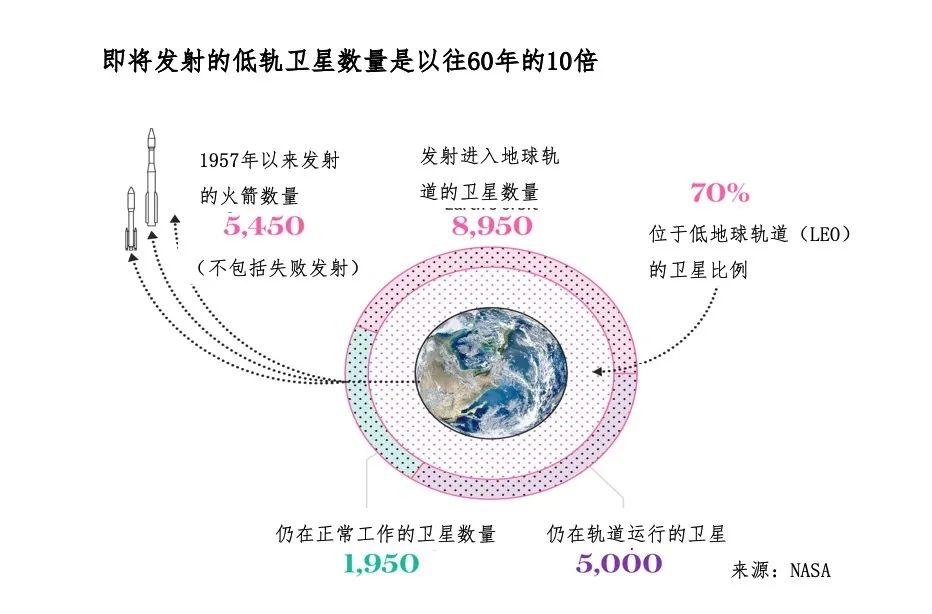 即将发射的低轨卫星数量是以往60年的10倍
1957年以来发射
的火箭数量
5,450
（不包括失败发射）
发射进入地球轨
道的卫星数量
8,950
70%
位于低地球轨道（LEO）
的卫星比例
仍在正常工作的卫星数量
1,950
仍在轨道运行的卫星
5,000
来源：NASA